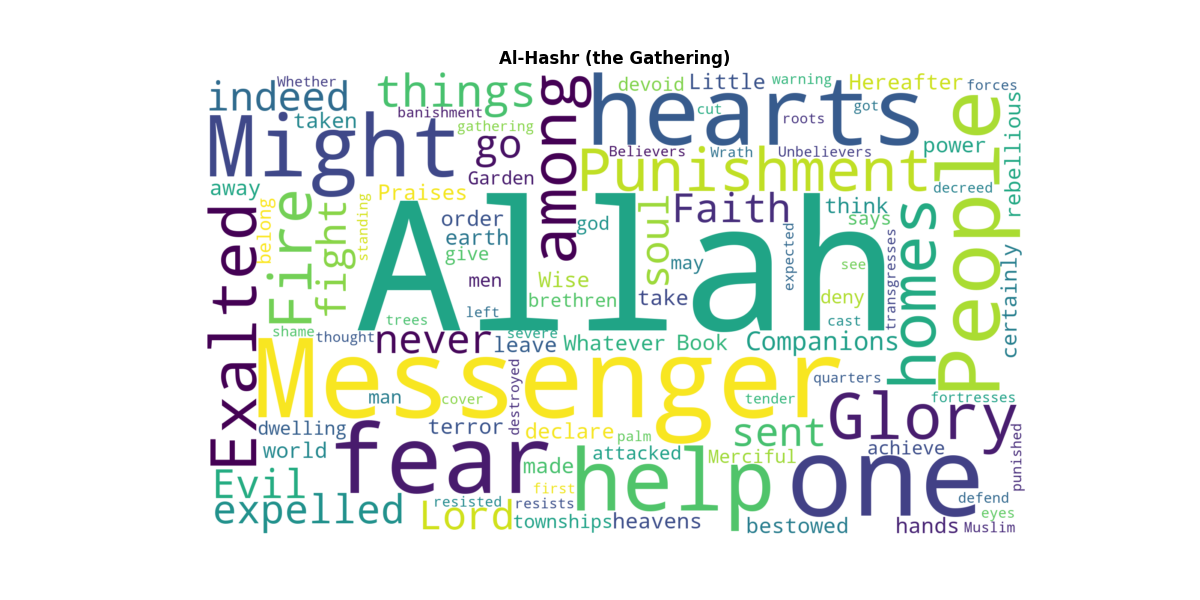 Al-Hashr (the Gathering)
Whether
indeed
things
among
devoid
Little
warning
Hereafter
forces
taken
banishment
gathering
hearts
cut
roots
got
People
rebellious
Might
go
Garden
Believers
Wrath
Unbelievers
power
Punishment
decreed
away
Praises
Exalted
belong
Fire
fight
standing
order
earth
give
Allah
god
soul
Faith
think
says
homes
men
Wise
brethren
may
take
expected
see
deny
transgresses
certainly
trees
left
cast
shame
thought
never
severe
leave
Whatever
Book
Companions
Messenger
man
cover
destroyed
quarters
tender
fortresses
dwelling
terror
declare
palm
sent
Glory
punished
world
fear
made
attacked
Merciful
achieve
help
one
Evil
first
expelled
resisted
resists
Lord
townships
heavens
bestowed
defend
eyes
hands
Muslim